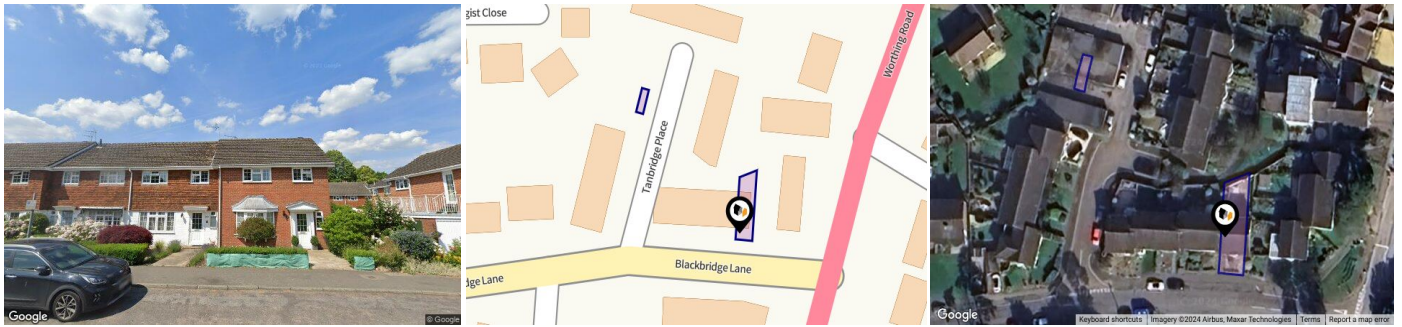 Google
© Google
gist Close
Tanbridge Place
Worthing Road
dge Lane
Blackbridge Lane
Google
Keyboard shortcuts
Imagery ©2024 Airbus, Maxar Technologies
Terms
Report a map error